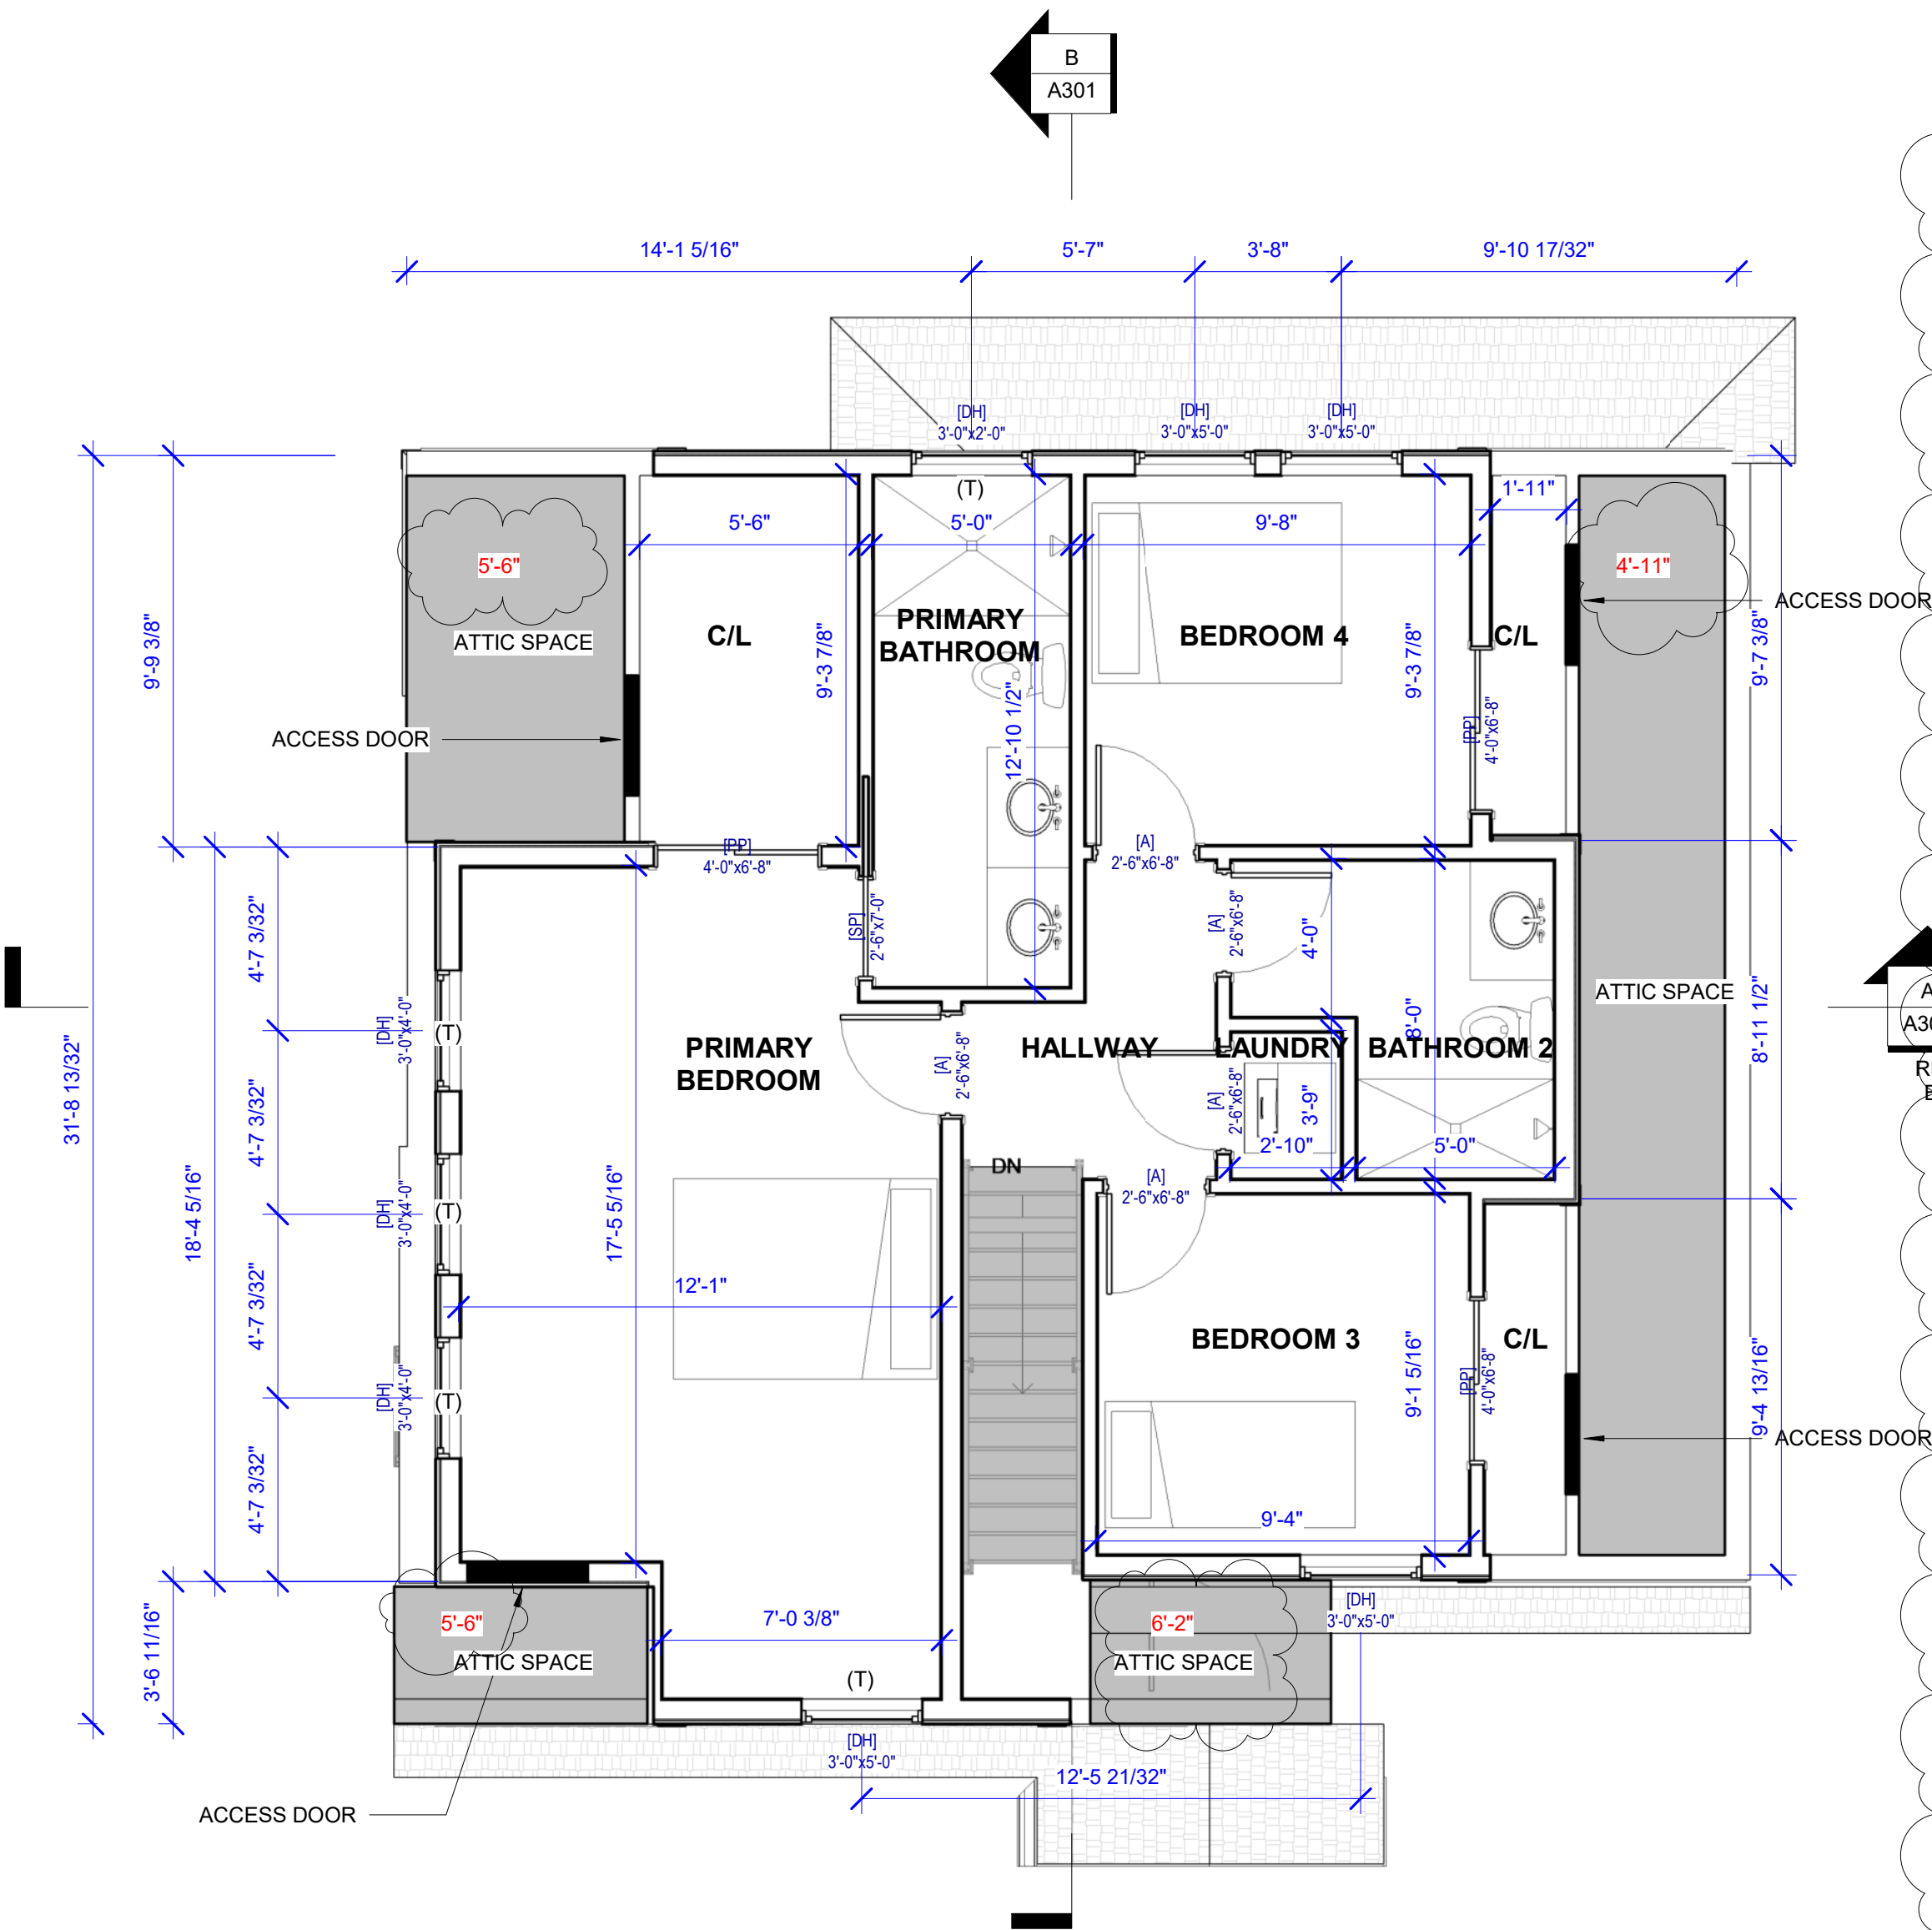 B
A301
14'-1 5/16"
5'-7"
3'-8"
9'-10 17/32"
[DH]
3'-0"x2'-0"
[DH]
3'-0"x5'-0"
[DH]
3'-0"x5'-0"
(T)
1'-11"
5'-6"
5'-0"
9'-8"
5'-6"
4'-11"
ACCESS DOOR
ATTIC SPACE
C/L
PRIMARY
BATHROOM
BEDROOM 4
C/L
9'-9 3/8"
9'-3 7/8"
12'-10 1/2"
9'-3 7/8"
9'-7 3/8"
[PP]
4'-0"x6'-8"
ACCESS DOOR
[PP]
4'-0"x6'-8"
[A]
2'-6"x6'-8"
[SP]
2'-6"x7'-0"
[A]
2'-6"x6'-8"
4'-0"
4'-7 3/32"
ATTIC SPACE
[DH]
3'-0"x4'-0"
(T)
PRIMARY
BEDROOM
HALLWAY
LAUNDRY
BATHROOM 2
8'-0"
8'-11 1/2"
A
[A]
2'-6"x6'-8"
[A]
2'-6"x6'-8"
3'-9"
2'-10"
5'-0"
31'-8 13/32"
4'-7 3/32"
DN
[A]
2'-6"x6'-8"
18'-4 5/16"
17'-5 5/16"
[DH]
3'-0"x4'-0"
(T)
12'-1"
4'-7 3/32"
BEDROOM 3
C/L
9'-1 5/16"
[PP]
4'-0"x6'-8"
9'-4 13/16"
[DH]
3'-0"x4'-0"
(T)
ACCESS DOOR
4'-7 3/32"
9'-4"
3'-6 11/16"
5'-6"
ATTIC SPACE
7'-0 3/8"
(T)
6'-2"
ATTIC SPACE
[DH]
3'-0"x5'-0"
[DH]
3'-0"x5'-0"
12'-5 21/32"
ACCESS DOOR